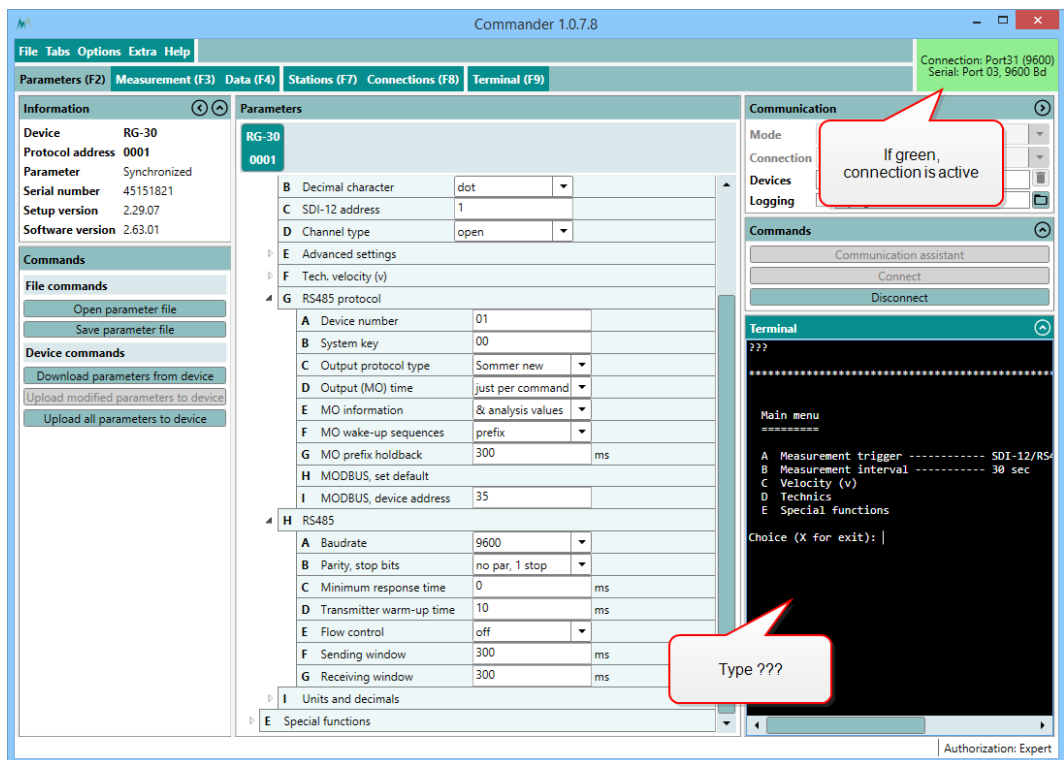 Commander 1.0.7.8
File Tabs Options Extra Help
Connection: Port31 (9600)
Serial: Port 03, 9600 Bd
Parameters (F2) Measurement (F3) Data (F4) Stations (F7) Connections (F8) Terminal (F9)
Information
Device RG-30
Protocol address 0001
Parameter Synchronized
Serial number 45151821
Setup version 2.29.07
Software version 2.63.01
Commands
File commands
Open parameter file
Save parameter file
Device commands
Download parameters from device
Upload modified parameters to device
Upload all parameters to device
Parameters
RG-30
0001
B Decimal character dot
C SDI-12 address 1
D Channel type open
E Advanced settings
F Tech. velocity (v)
G RS485 protocol
A Device number 01
B System key 00
C Output protocol type Sommer new
D Output (MO) time just per command
E MO information & analysis values
F MO wake-up sequences prefix
G MO prefix holdback 300 ms
H MODBUS, set default
I MODBUS, device address 35
H RS485
A Baudrate 9600
B Parity, stop bits no par, 1 stop
C Minimum response time 0 ms
D Transmitter warm-up time 10 ms
E Flow control off
F Sending window 300 ms
G Receiving window 300 ms
I Units and decimals
E Special functions
Communication
Mode
Connection
Devices
Logging
If green,
connection is active
Commands
Communication assistant
Connect
Disconnect
Terminal
???
**************************************************
Main menu
=========
A Measurement trigger ------------ SDI-12/RS4
B Measurement interval ----------- 30 sec
C Velocity (v)
D Technics
E Special functions
Choice (X for exit): |
Type ???
Authorization: Expert